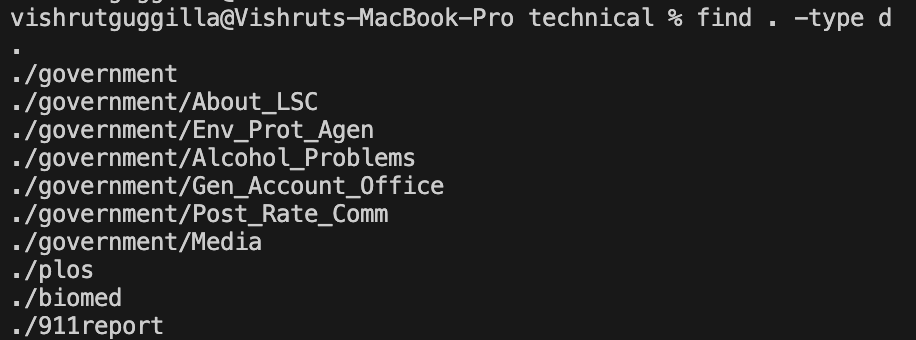 vishrutguggilla@Vishruts-MacBook-Pro technical % find . -type d
.
./government
./government/About_LSC
./government/Env_Prot_Agen
./government/Alcohol_Problems
./government/Gen_Account_Office
./government/Post_Rate_Comm
./government/Media
./plos
./biomed
./911report